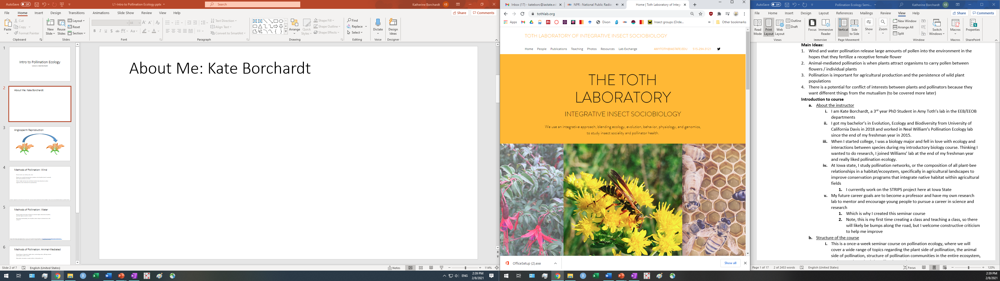 AutoSave Off
L1-Intro to Pollination Ecology.pptx
Search
Katherine Borchardt KB
File Home Insert Design Transitions Animations Slide Show Review View Help
Share Comments
Paste
Cut
Copy
Format Painter
Clipboard
New Slide
Reuse Slides
Layout
Reset
Section
Slides
44
Font
Text Direction
Align Text
Convert to SmartArt
Paragraph
Arrange
Quick Styles
Shape Fill
Shape Outline
Shape Effects
Drawing
Find
Replace
Select
Editing
Dictate
Voice
Design Ideas
Designer
1
Intro to Pollination Ecology
Lecture 1, Kate Borchardt
2
About Me: Kate Borchardt
3
Angiosperm Reproduction
4
Methods of Pollination: Wind
5
Methods of Pollination: Water
6
Methods of Pollination: Animal-Mediated
About Me: Kate Borchardt
Slide 2 of 7 English (United States)
Notes
114%
ENG
2:39 PM
2/8/2021
Inbox (17) - kateborc@iastate.ed
NPR : National Public Radio
Home | Toth Laboratory of Integ
tothlab.org
Apps
Dixon
Insect groups (Orde...
Other bookmarks
TOTH LABORATORY OF INTEGRATIVE INSECT SOCIOBIOLOGY
Home People Publications Teaching Photos Resources Lab Exchange
AMYTOTH@IASTATE.EDU 515-294-3121
THE TOTH
LABORATORY
INTEGRATIVE INSECT SOCIOBIOLOGY
We use an integrative approach, blending ecology, evolution, behavior, physiology, and genomics,
to study insect sociality and pollinator health.
OfficeSetup (2).exe
Show all
AutoSave Off
Pollination Ecology Semi...
Katherine Borchardt KB
File Home Insert Design Layout References Mailings Review View Help
Share Comments
Read Mode
Print Layout
Web Layout
Outline
Draft
Views
Focus
Immersive Reader
Immersive
Vertical
Side to Side
Page Movement
Show
Zoom
New Window
Arrange All
Split
Switch Windows
Window
Macros
Macros
Properties
SharePoint
Main Ideas:
1. Wind and water pollination release large amounts of pollen into the environment in the
hopes that they fertilize a receptive female flower
2. Animal-mediated pollination is when plants attract organisms to carry pollen between
flowers / individual plants
3. Pollination is important for agricultural production and the persistence of wild plant
populations
4. There is a potential for conflict of interests between plants and pollinators because they
want different things from the mutualism (to be covered more later)
Introduction to course
a. About the instructor
i. I am Kate Borchardt, a 3rd year PhD Student in Amy Toth's lab in the EEB/EEOB
departments
ii. I got my bachelor's in Evolution, Ecology and Biodiversity from University of
California Davis in 2018 and worked in Neal William's Pollination Ecology lab
since the end of my freshman year in 2015.
iii. When I started college, I was a biology major and fell in love with ecology and
interactions between species during my introductory biology course. Thinking I
wanted to do research, I joined Williams' lab at the end of my freshman year
and really liked pollination ecology.
iv. At Iowa state, I study pollination networks, or the composition of all plant-bee
relationships in a habitat/ecosystem, specifically in agricultural landscapes to
improve conservation programs that integrate native habitat within agricultural
fields
1. I currently work on the STRIPS project here at Iowa State
v. My future career goals are to become a professor and have my own research
lab to mentor and encourage young people to pursue a career in science and
research
1. Which is why I created this seminar course
2. Note, this is my first time creating a class and teaching a class, so there
will likely be bumps along the road, but I welcome constructive criticism
to help me improve
b. Structure of the course
i. This is a once-a-week seminar course on pollination ecology, where we will
cover a wide range of topics regarding the plant side of pollination, the animal
side of pollination, structure of pollination communities in the entire ecosystem,
Page 1 of 17 2 of 2453 words English (United States)
Focus
120%
2:39 PM
2/8/2021